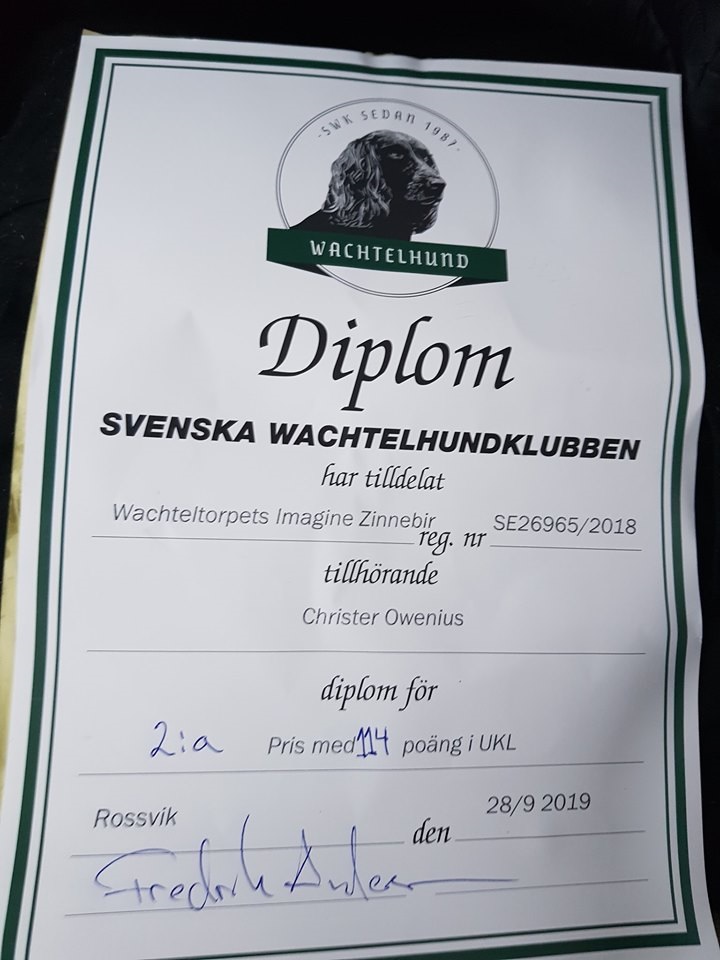 ·SWK SEDAN 1987·
WACHTELHUND
Diplom
SVENSKA WACHTELHUNDKLUBBEN
har tilldelat
Wachteltorpets Imagine Zinnebir reg. nr SE26965/2018
tillhörande
Christer Owenius
diplom för
2:a Pris med 114 poäng i UKL
Rossvik den 28/9 2019
Fredrik